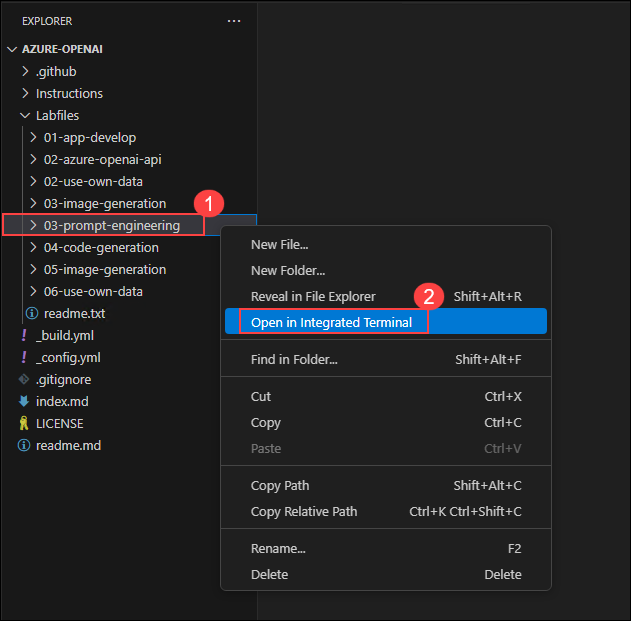 EXPLORER
...
AZURE-OPENAI
.github
Instructions
Labfiles
01-app-develop
02-azure-openai-api
02-use-own-data
03-image-generation
1
03-prompt-engineering
04-code-generation
05-image-generation
06-use-own-data
readme.txt
! _build.yml
! _config.yml
.gitignore
index.md
LICENSE
readme.md
New File...
New Folder...
Reveal in File Explorer Shift+Alt+R
2
Open in Integrated Terminal
Find in Folder... Shift+Alt+F
Cut Ctrl+X
Copy Ctrl+C
Paste Ctrl+V
Copy Path Shift+Alt+C
Copy Relative Path Ctrl+K Ctrl+Shift+C
Rename... F2
Delete Delete